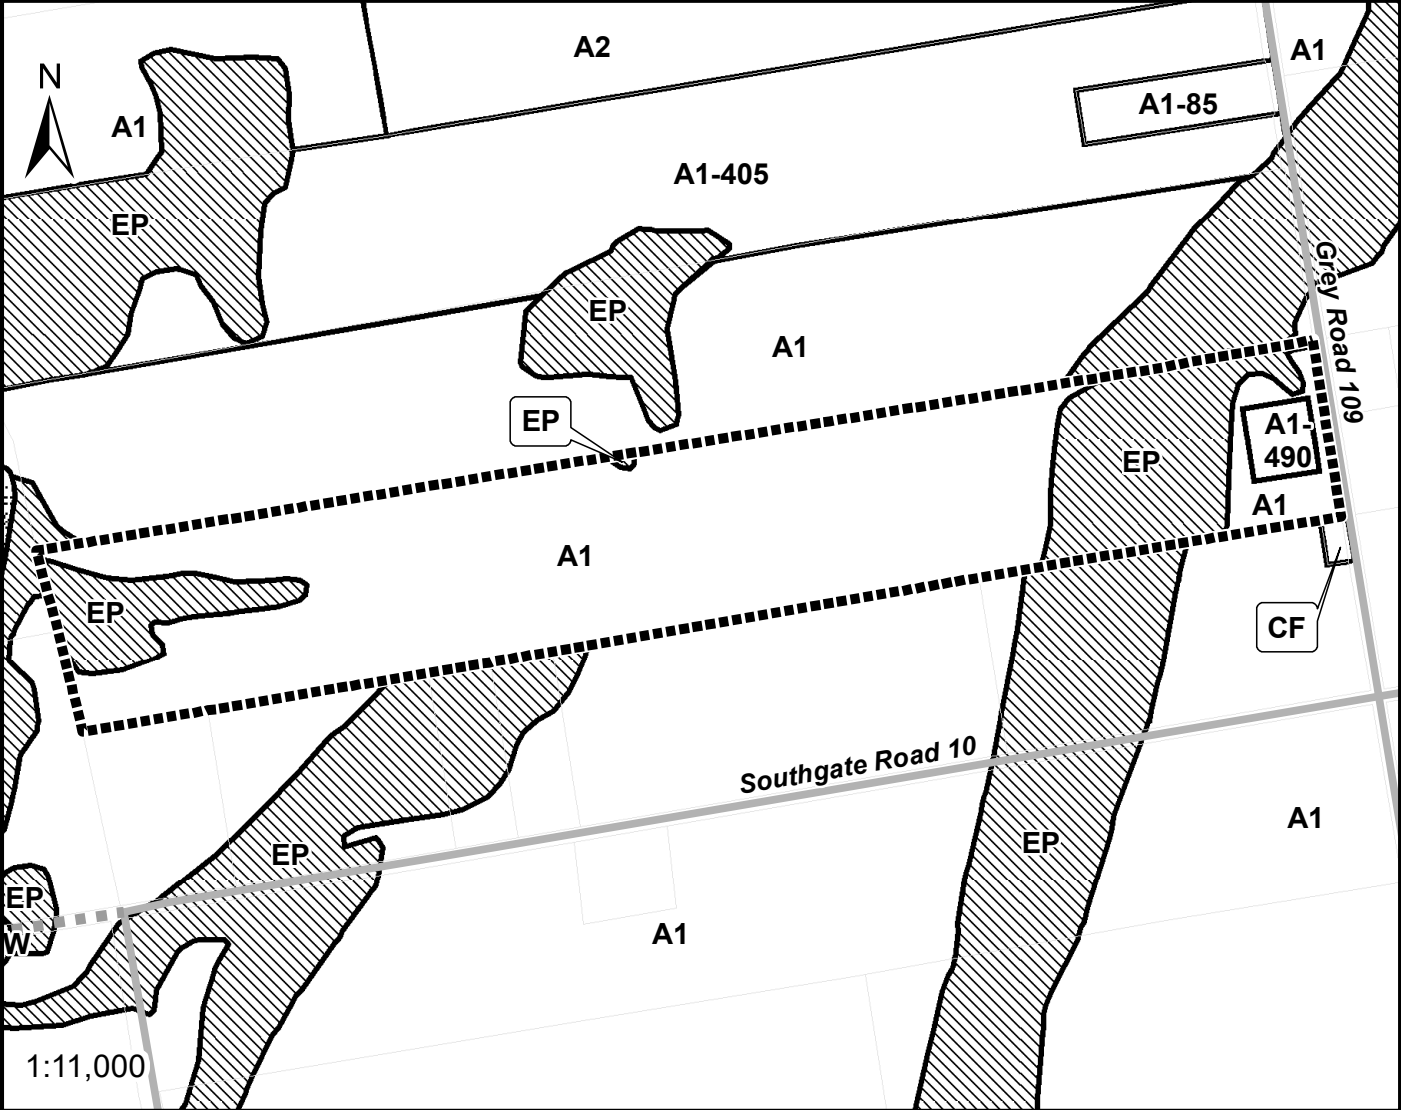 A2
A1
N
A1-85
A1
A1-405
EP
Grey Road 109
EP
A1
EP
A1-
490
EP
A1
A1
EP
CF
Southgate Road 10
A1
EP
EP
EP
A1
W
1:11,000